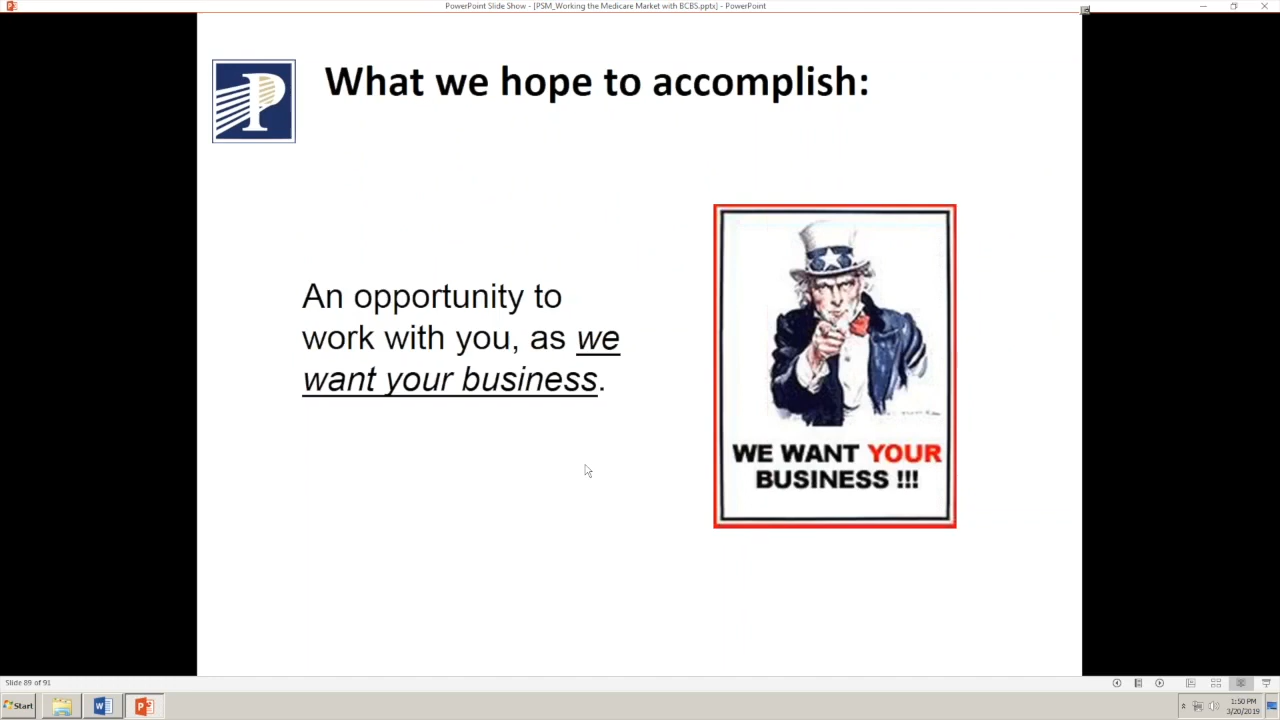 PowerPoint Slide Show - [PSM_Working the Medicare Market with BCBS.pptx] - PowerPoint
P
What we hope to accomplish:
An opportunity to
work with you, as we
want your business.
WE WANT YOUR
BUSINESS !!!
Slide 89 of 91
Start
1:50 PM
3/20/2019